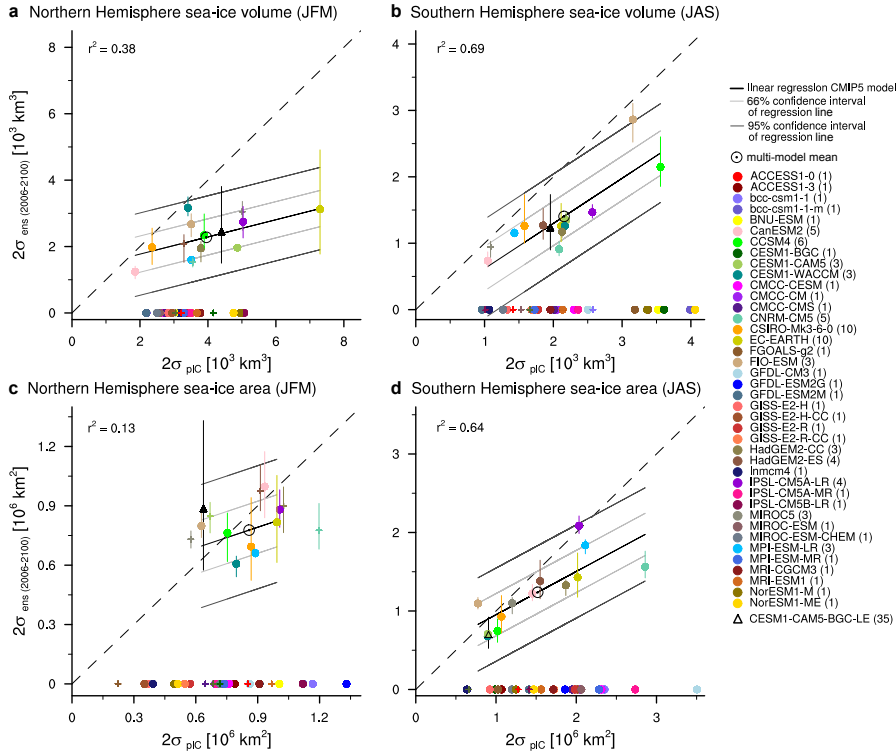 a Northern Hemisphere sea-ice volume (JFM)
r² = 0.38
2σ ens (2006-2100) [10³ km³]
0
2
4
6
8
0
2
4
6
8
2σ piC [10³ km³]
b Southern Hemisphere sea-ice volume (JAS)
r² = 0.69
0
1
2
3
4
0
1
2
3
4
2σ piC [10³ km³]
c Northern Hemisphere sea-ice area (JFM)
r² = 0.13
2σ ens (2006-2100) [10⁶ km²]
0
0.3
0.6
0.9
1.2
0.3
0.6
0.9
1.2
2σ piC [10⁶ km²]
d Southern Hemisphere sea-ice area (JAS)
r² = 0.64
0
1
2
3
0
1
2
3
2σ piC [10⁶ km²]
linear regression CMIP5 model
66% confidence interval
of regression line
95% confidence interval
of regression line
multi-model mean
ACCESS1-0 (1)
ACCESS1-3 (1)
bcc-csm1-1 (1)
bcc-csm1-1-m (1)
BNU-ESM (1)
CanESM2 (5)
CCSM4 (6)
CESM1-BGC (1)
CESM1-CAM5 (3)
CESM1-WACCM (3)
CMCC-CESM (1)
CMCC-CM (1)
CMCC-CMS (1)
CNRM-CM5 (5)
CSIRO-Mk3-6-0 (10)
EC-EARTH (10)
FGOALS-g2 (1)
FIO-ESM (3)
GFDL-CM3 (1)
GFDL-ESM2G (1)
GFDL-ESM2M (1)
GISS-E2-H (1)
GISS-E2-H-CC (1)
GISS-E2-R (1)
GISS-E2-R-CC (1)
HadGEM2-CC (3)
HadGEM2-ES (4)
Inmcm4 (1)
IPSL-CM5A-LR (4)
IPSL-CM5A-MR (1)
IPSL-CM5B-LR (1)
MIROC5 (3)
MIROC-ESM (1)
MIROC-ESM-CHEM (1)
MPI-ESM-LR (3)
MPI-ESM-MR (1)
MRI-CGCM3 (1)
MRI-ESM1 (1)
NorESM1-M (1)
NorESM1-ME (1)
CESM1-CAM5-BGC-LE (35)